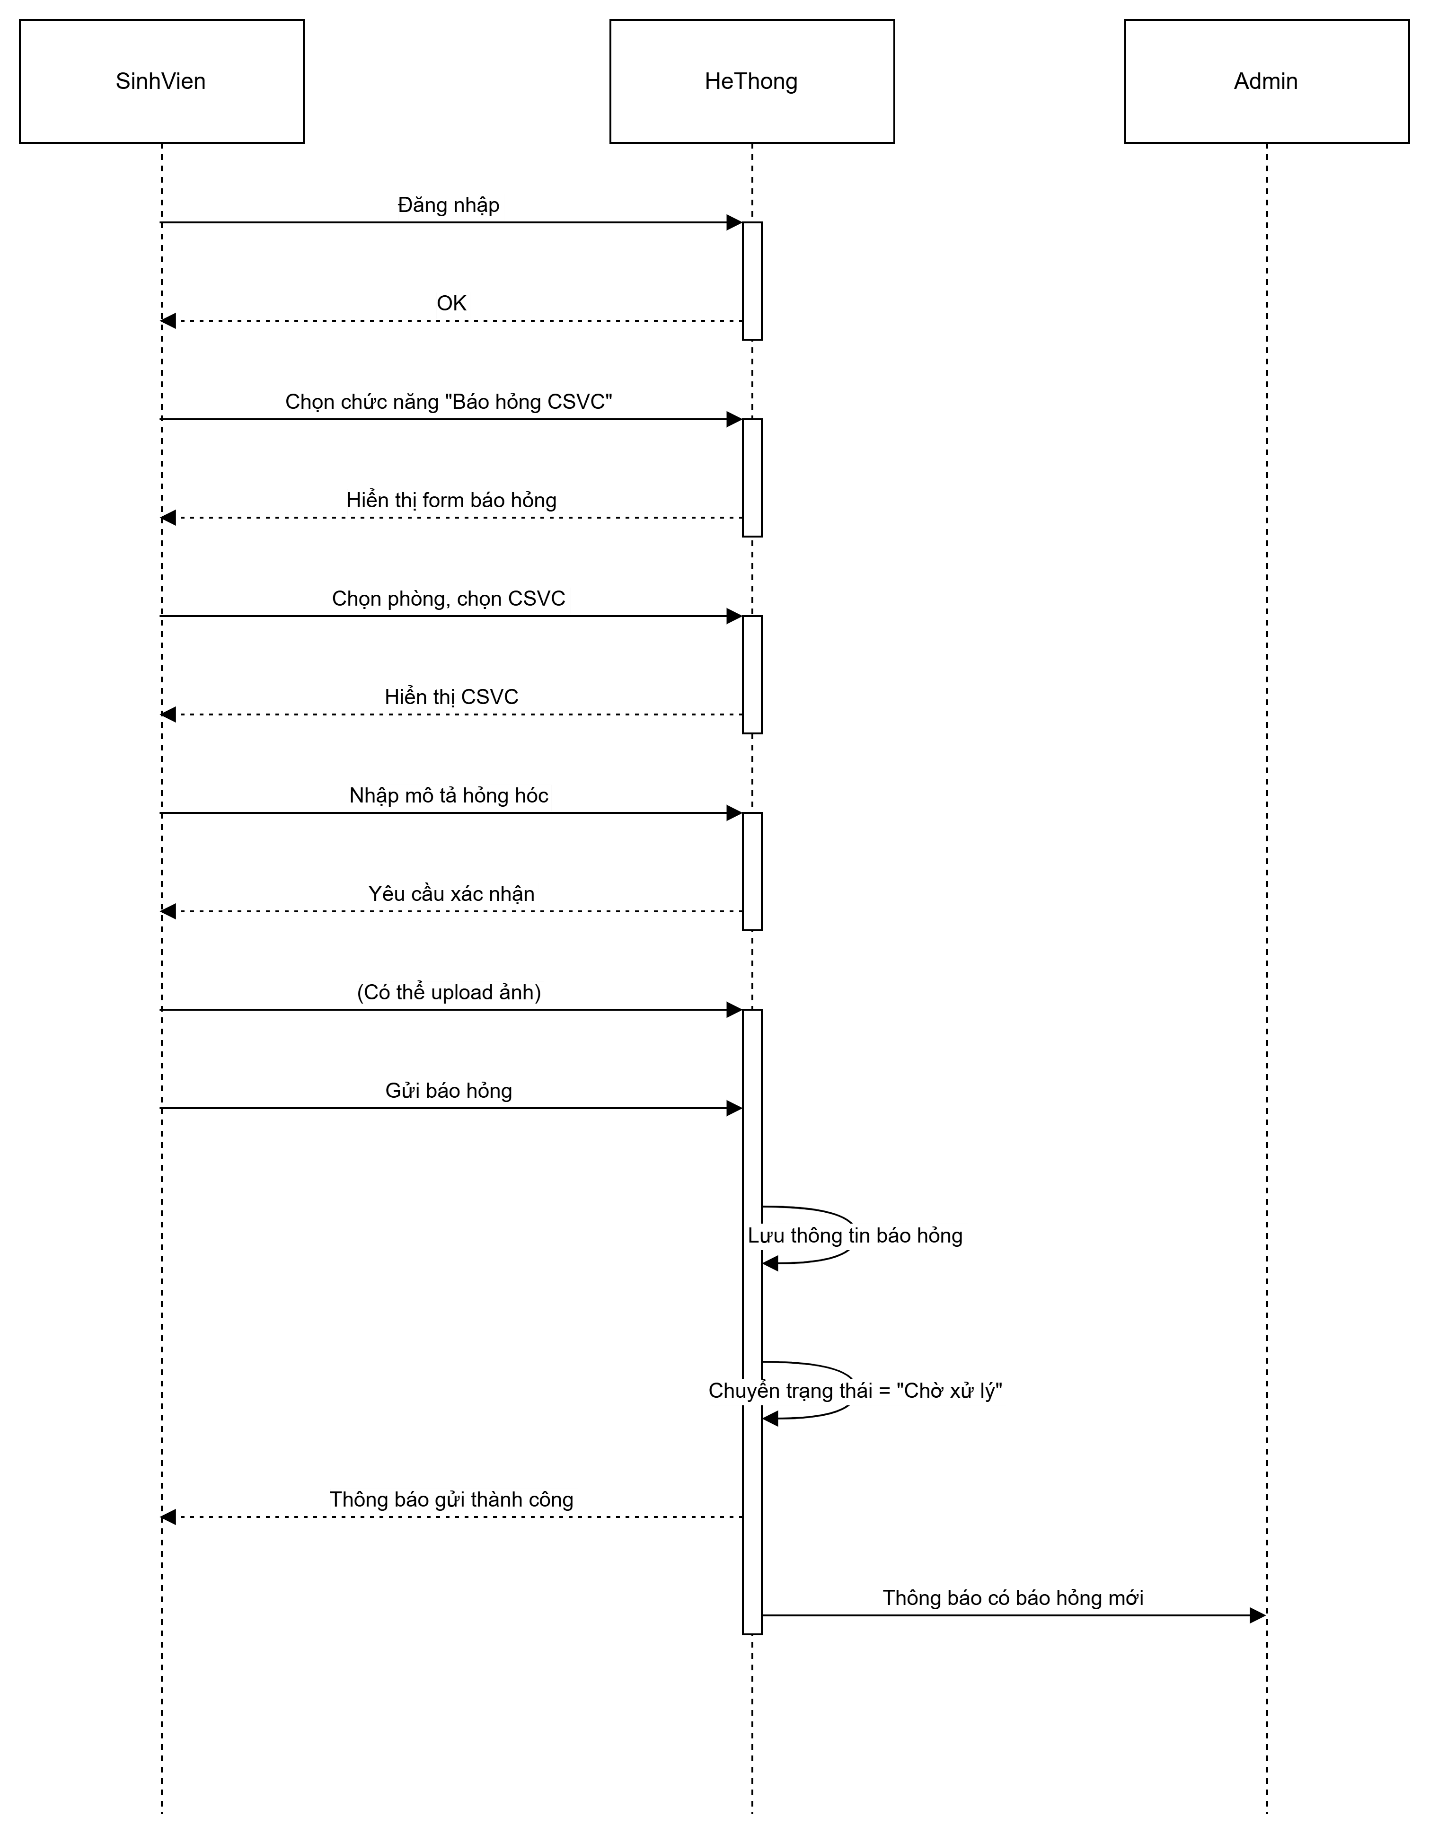 SinhVien
HeThong
Admin
Đăng nhập
OK
Chọn chức năng "Báo hỏng CSVC"
Hiển thị form báo hỏng
Chọn phòng, chọn CSVC
Hiển thị CSVC
Nhập mô tả hỏng hóc
Yêu cầu xác nhận
(Có thể upload ảnh)
Gửi báo hỏng
Lưu thông tin báo hỏng
Chuyển trạng thái = "Chờ xử lý"
Thông báo gửi thành công
Thông báo có báo hỏng mới